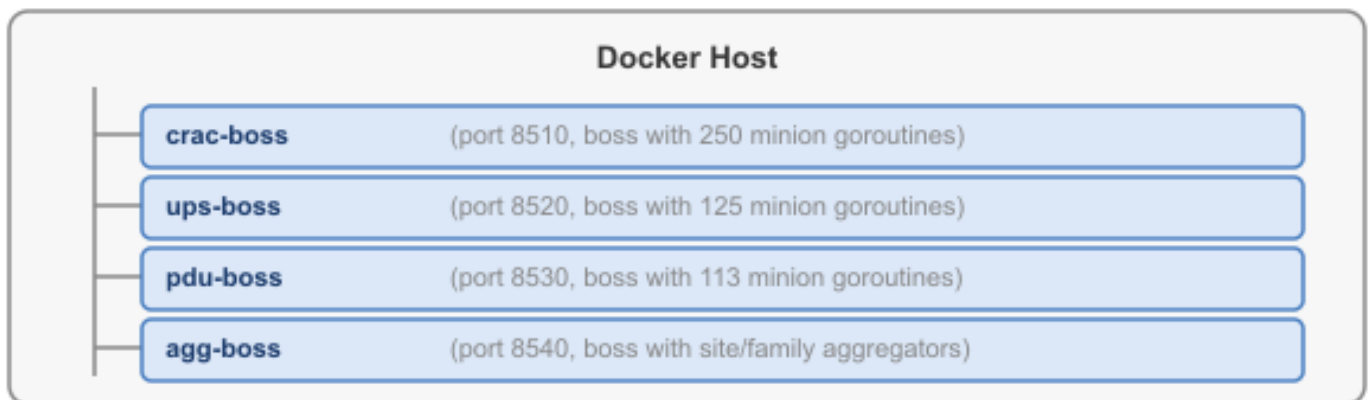 Docker Host
crac-boss (port 8510, boss with 250 minion goroutines)
ups-boss (port 8520, boss with 125 minion goroutines)
pdu-boss (port 8530, boss with 113 minion goroutines)
agg-boss (port 8540, boss with site/family aggregators)